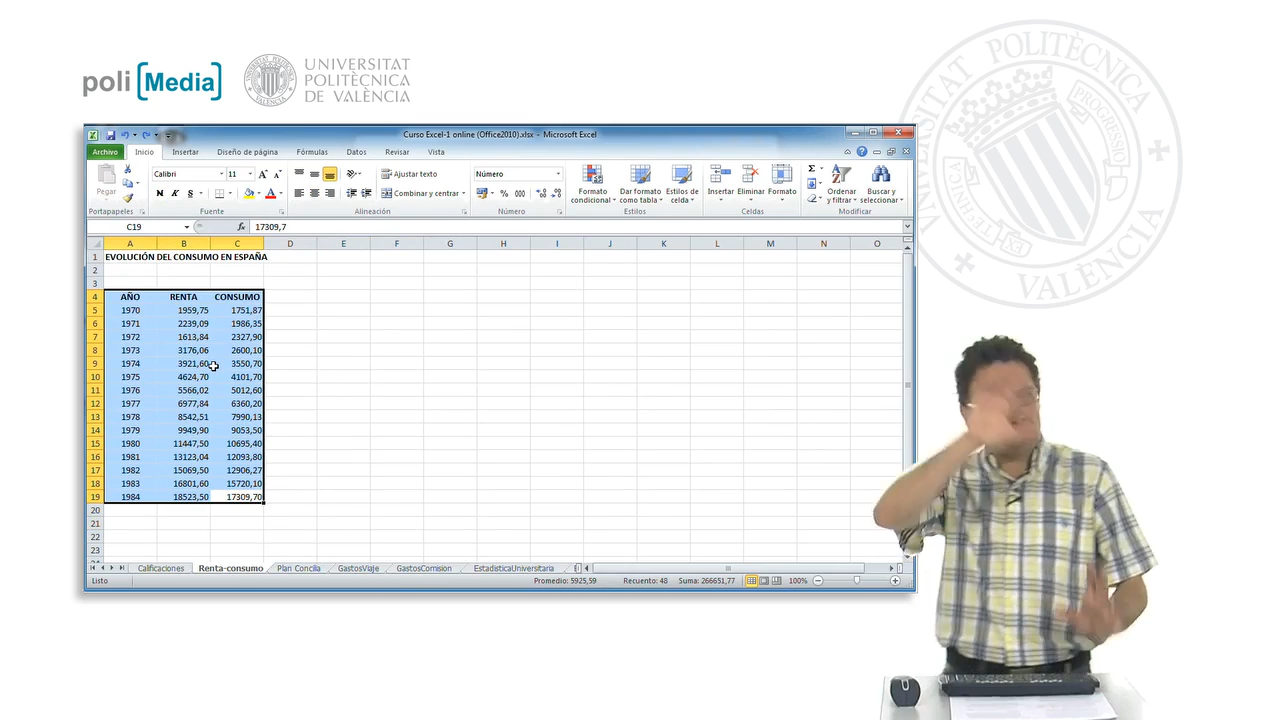 poli[Media]
UNIVERSITAT
POLITÈCNICA
DE VALÈNCIA
UNIVERSITAT POLITÈCNICA
DE VALÈNCIA
Curso Excel-1 online (Office2010).xlsx - Microsoft Excel
Archivo Inicio Insertar Diseño de página Fórmulas Datos Revisar Vista
Calibri 11 Ajustar texto Número
Pegar N K S Combinar y centrar % 000 Formato condicional Dar formato como tabla Estilos de celda Insertar Eliminar Formato Ordenar y filtrar Buscar y seleccionar
Portapapeles Fuente Alineación Número Estilos Celdas Modificar
C19 fx 17309,7
A B C D E F G H I J K L M N O
1 EVOLUCIÓN DEL CONSUMO EN ESPAÑA
2
3
4 AÑO RENTA CONSUMO
5 1970 1959,75 1751,87
6 1971 2239,09 1986,35
7 1972 1613,84 2327,90
8 1973 3176,06 2600,10
9 1974 3921,60 3550,70
10 1975 4624,70 4101,70
11 1976 5566,02 5012,60
12 1977 6977,84 6360,20
13 1978 8542,51 7990,13
14 1979 9949,90 9053,50
15 1980 11447,50 10695,40
16 1981 13123,04 12093,80
17 1982 15069,50 12906,27
18 1983 16801,60 15720,10
19 1984 18523,50 17309,70
20
21
22
23
Calificaciones Renta-consumo Plan Concilia GastosViaje GastosComision EstadisticaUniversitaria
Listo Promedio: 5925,59 Recuento: 48 Suma: 266651,77 100%